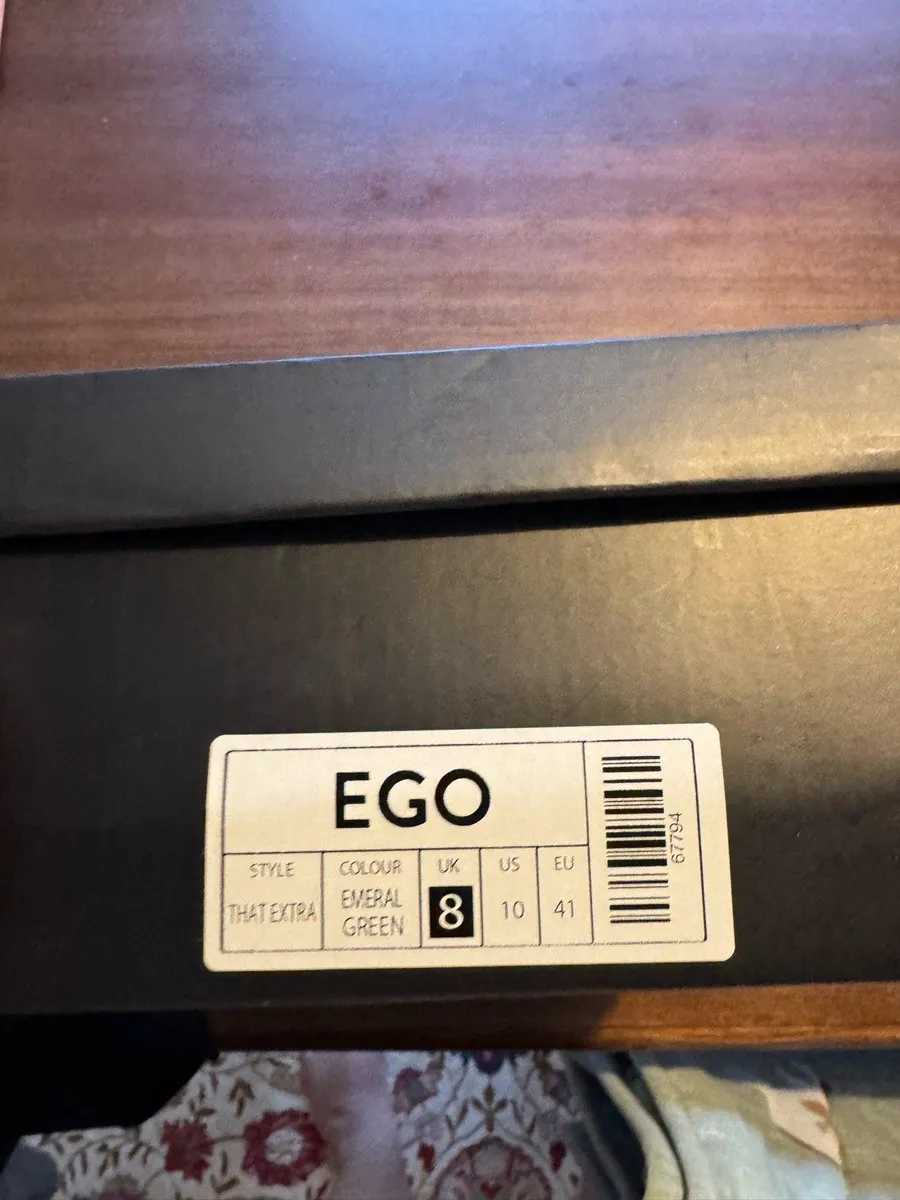 EGO
STYLE COLOUR UK US EU
THAT EXTRA EMERAL GREEN 8 10 41
67794